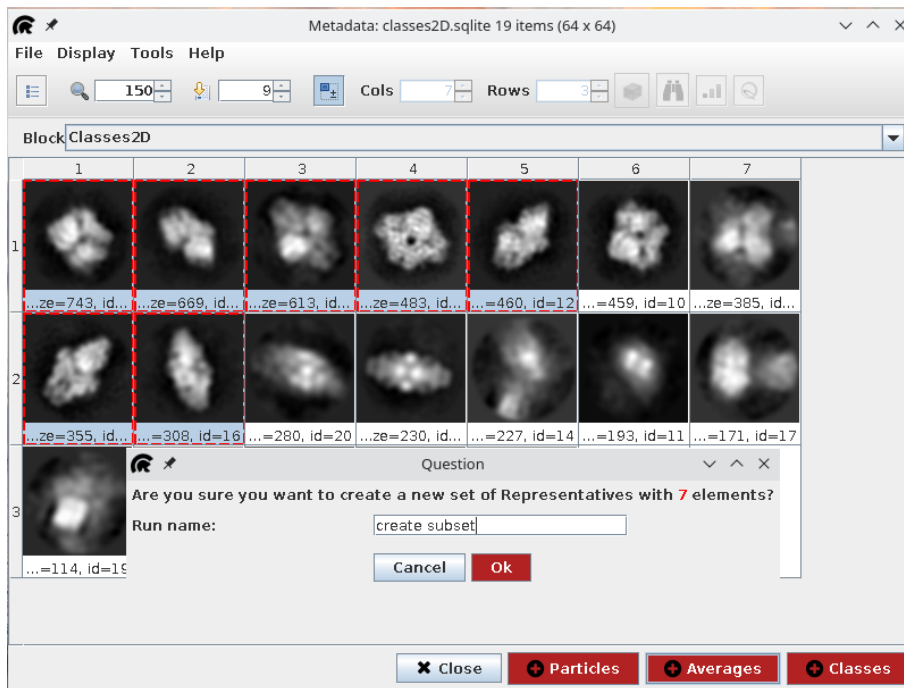 Metadata: classes2D.sqlite 19 items (64 x 64)
File Display Tools Help
150 9 Cols 7 Rows 3
Block Classes2D
1 2 3 4 5 6 7
1
...ze=743, id... ...ze=669, id... ...ze=613, id... ...ze=483, id... ...=460, id=12 ...=459, id=10 ...ze=385, id...
2
...ze=355, id... ...=308, id=16 ...=280, id=20 ...ze=230, id... ...=227, id=14 ...=193, id=11 ...=171, id=17
3
...=114, id=19
Question
Are you sure you want to create a new set of Representatives with 7 elements?
Run name: create subset
Cancel Ok
Close Particles Averages Classes